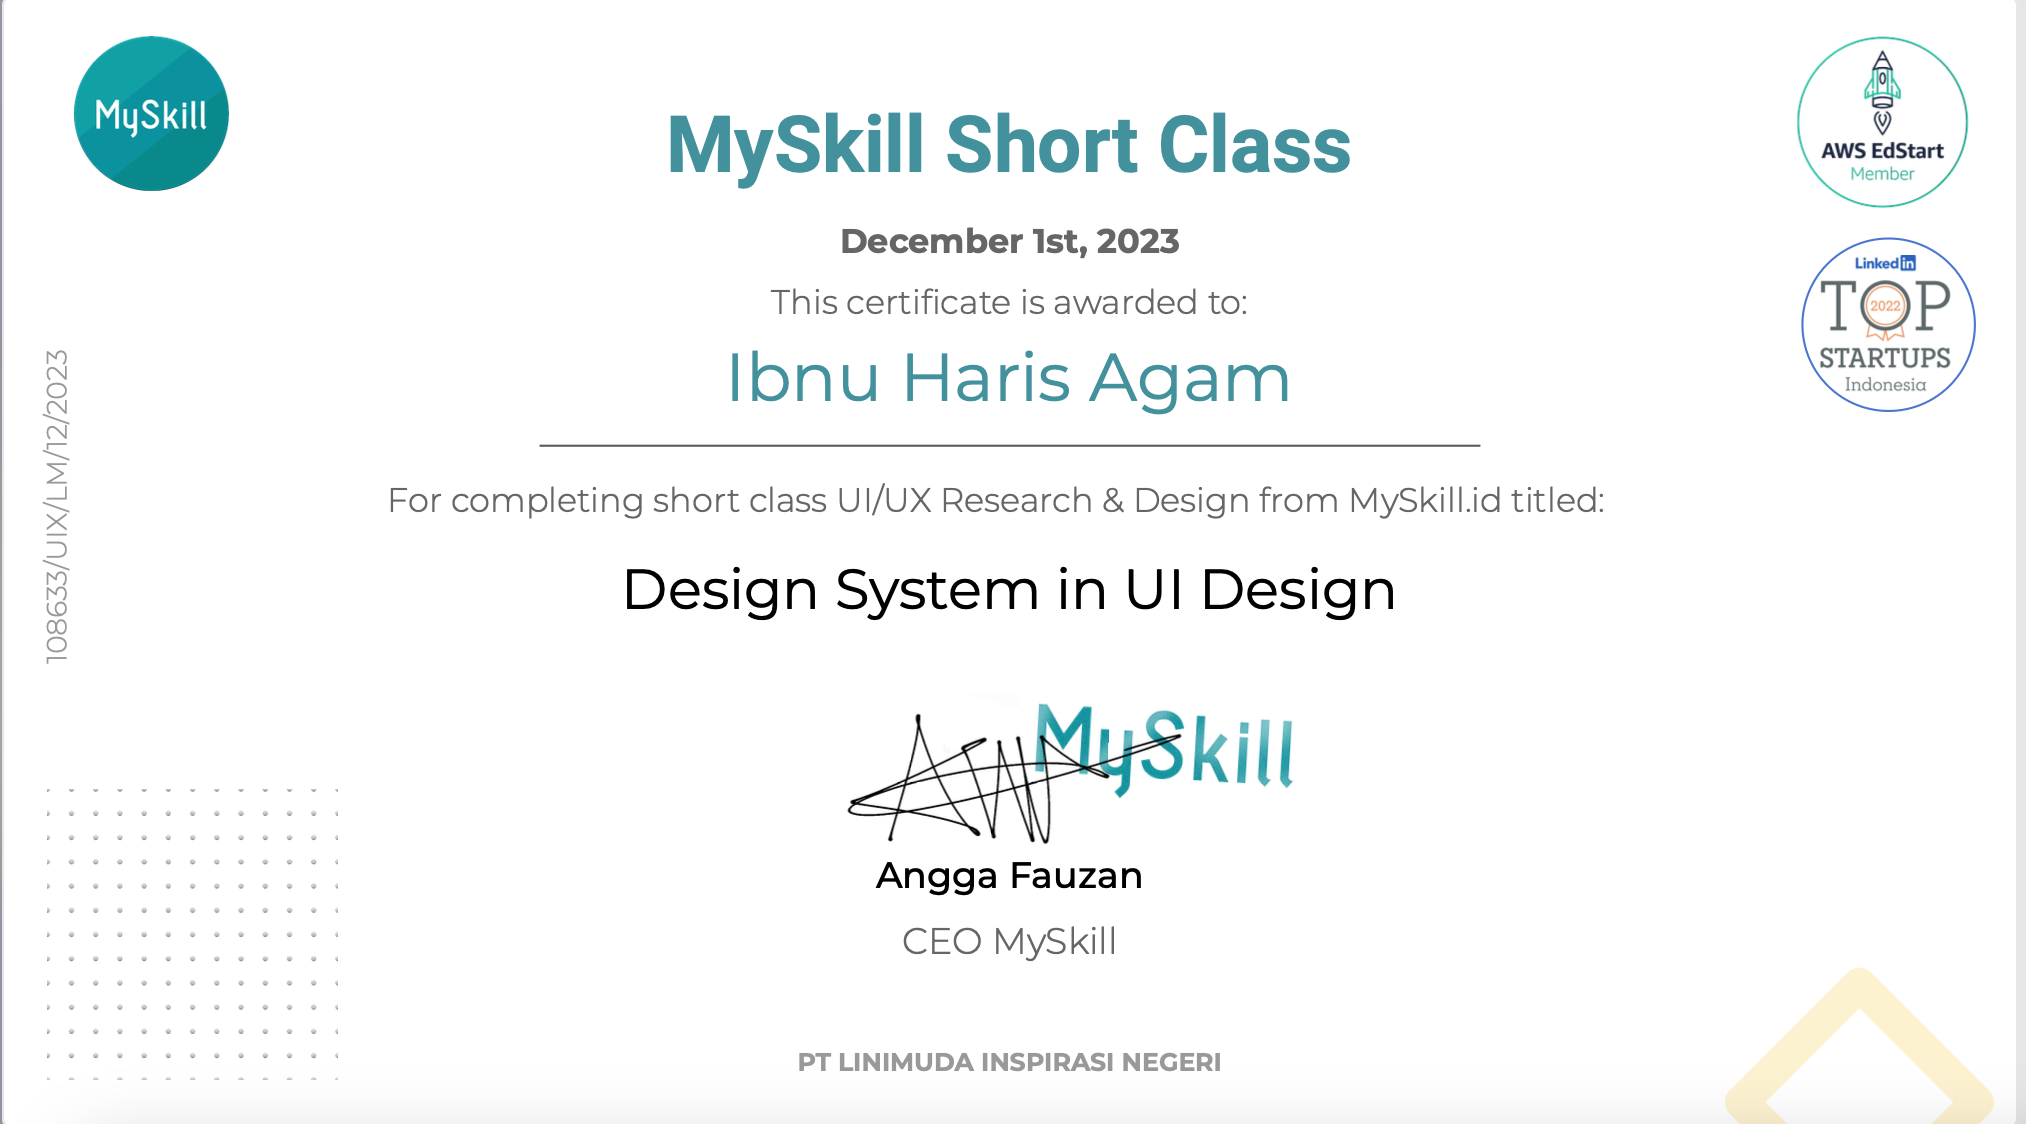 MySkill
MySkill Short Class
AWS EdStart
Member
December 1st, 2023
Linked in
TOP
2022
STARTUPS
Indonesia
This certificate is awarded to:
Ibnu Haris Agam
108633/UIX/LM/12/2023
For completing short class UI/UX Research & Design from MySkill.id titled:
Design System in UI Design
MySkill
Angga Fauzan
CEO MySkill
PT LINIMUDA INSPIRASI NEGERI